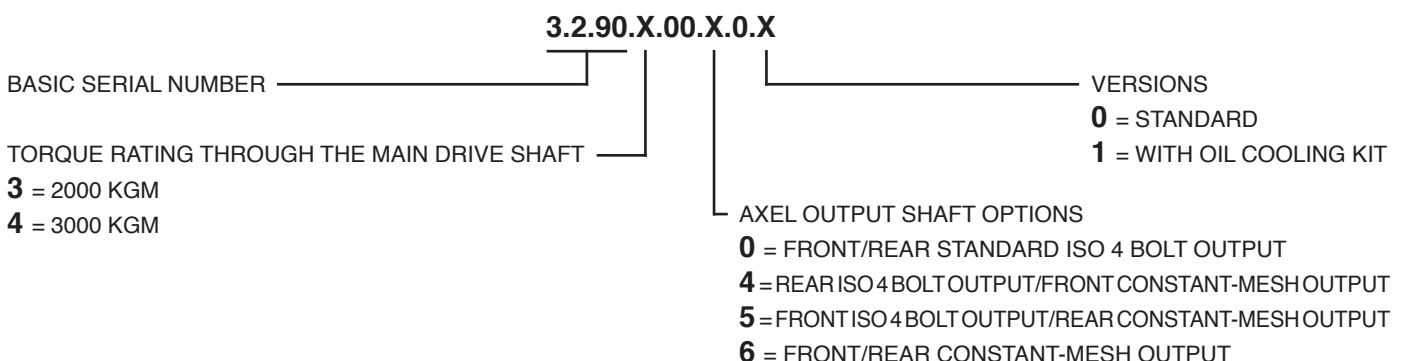 3.2.90.X.00.X.0.X
BASIC SERIAL NUMBER
TORQUE RATING THROUGH THE MAIN DRIVE SHAFT
3 = 2000 KGM
4 = 3000 KGM
VERSIONS
0 = STANDARD
1 = WITH OIL COOLING KIT
AXEL OUTPUT SHAFT OPTIONS
0 = FRONT/REAR STANDARD ISO 4 BOLT OUTPUT
4 = REAR ISO 4 BOLT OUTPUT/FRONT CONSTANT-MESH OUTPUT
5 = FRONT ISO 4 BOLT OUTPUT/REAR CONSTANT-MESH OUTPUT
6 = FRONT/REAR CONSTANT-MESH OUTPUT